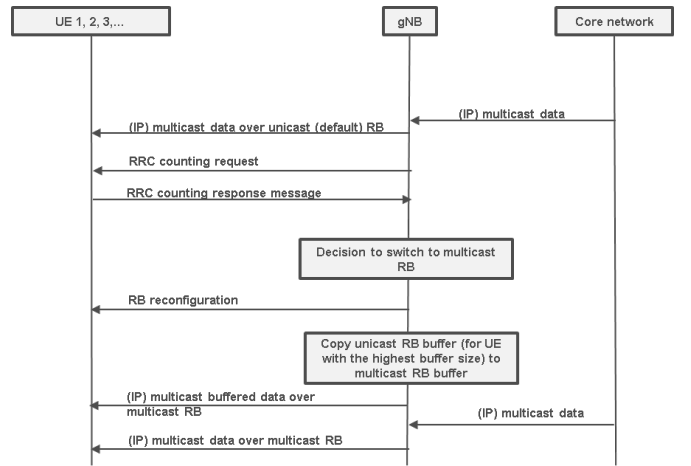 UE 1, 2, 3,...
gNB
Core network
(IP) multicast data
(IP) multicast data over unicast (default) RB
RRC counting request
RRC counting response message
Decision to switch to multicast
RB
RB reconfiguration
Copy unicast RB buffer (for UE
with the highest buffer size) to
multicast RB buffer
(IP) multicast buffered data over
multicast RB
(IP) multicast data
(IP) multicast data over multicast RB